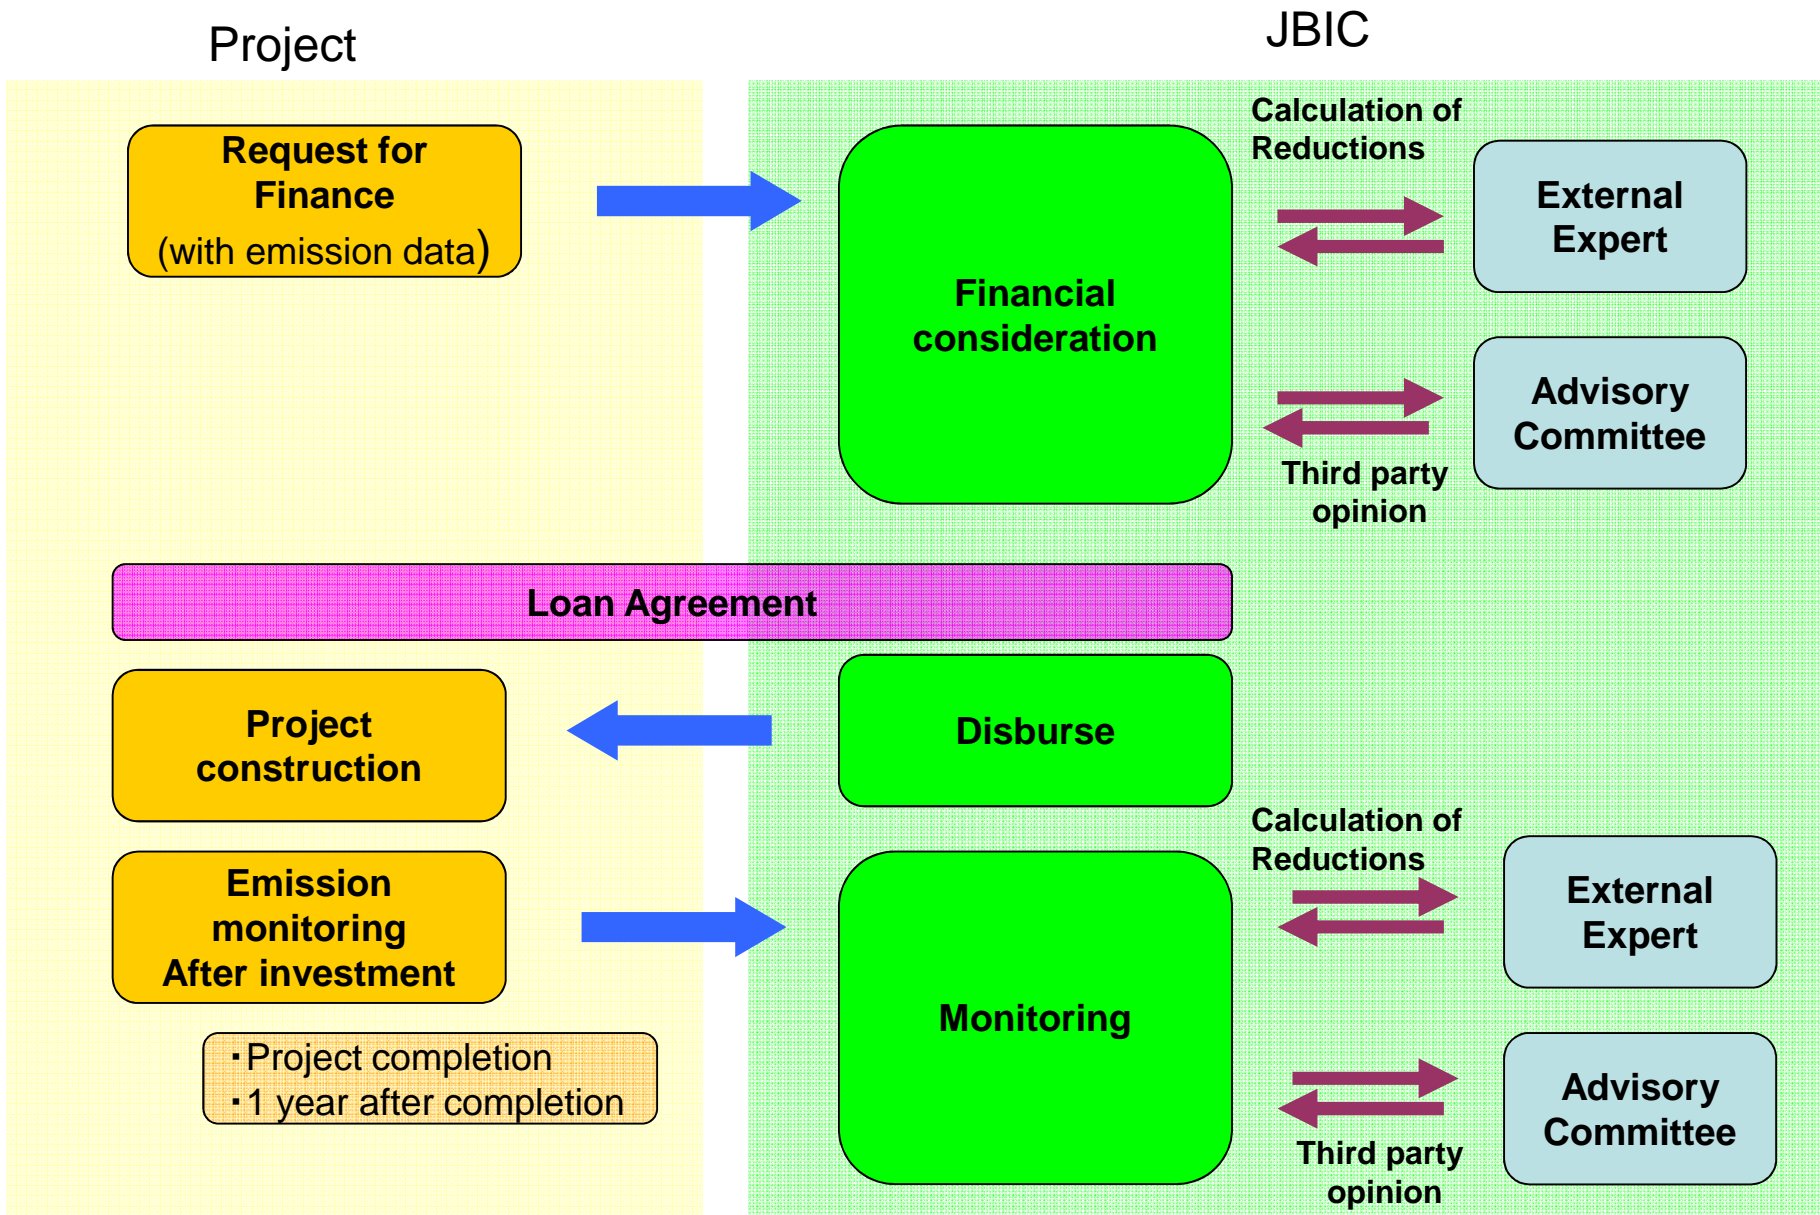 Project
JBIC
Request for
Finance
(with emission data)
Financial
consideration
Calculation of
Reductions
External
Expert
Advisory
Committee
Third party
opinion
Loan Agreement
Project
construction
Disburse
Emission
monitoring
After investment
・Project completion
・1 year after completion
Monitoring
Calculation of
Reductions
External
Expert
Advisory
Committee
Third party
opinion